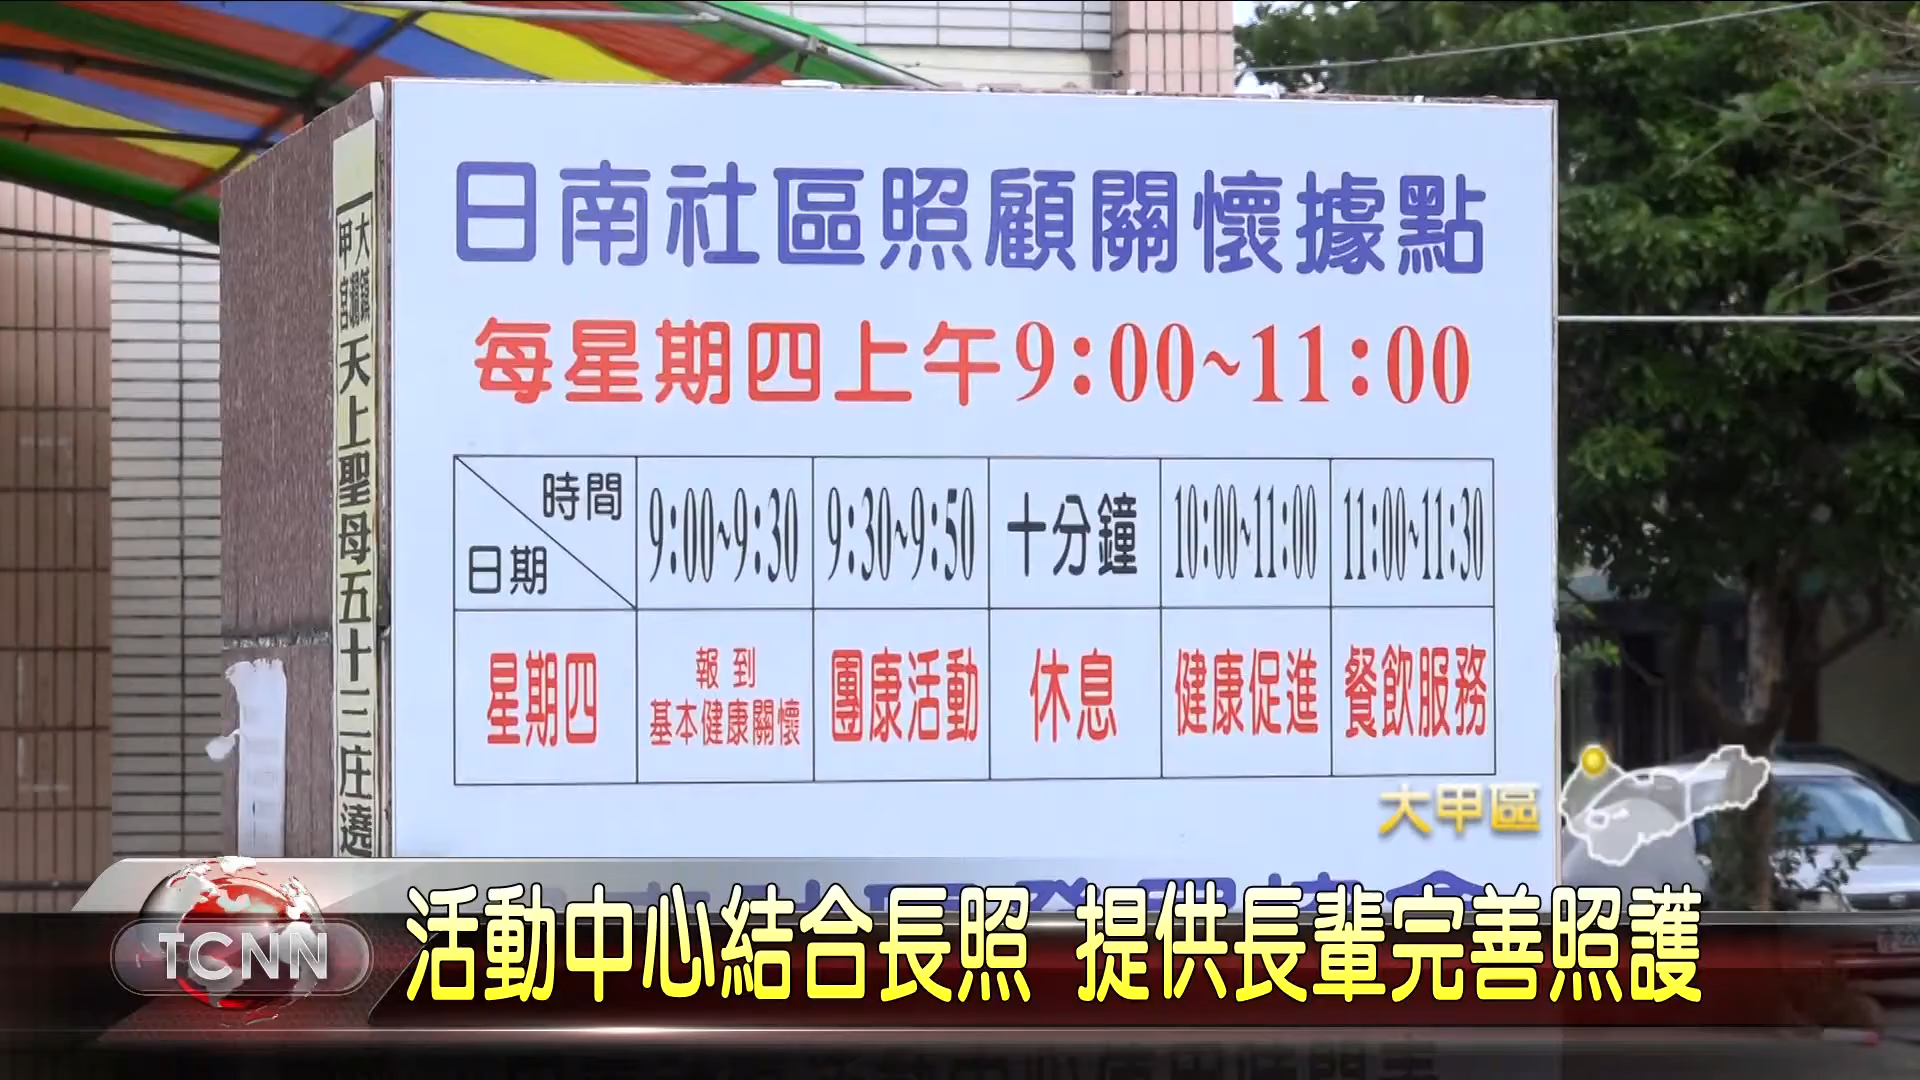 日南社區照顧關懷據點
每星期四上午9:00~11:00
時間 9:00~9:30 9:30~9:50 十分鐘 10:00~11:00 11:00~11:30
日期
星期四 報到 團康活動 休息 健康促進 餐飲服務
基本健康關懷
大甲鎮瀾宮
天上聖母五十三庄遶
大甲區
TCNN
活動中心結合長照 提供長輩完善照護